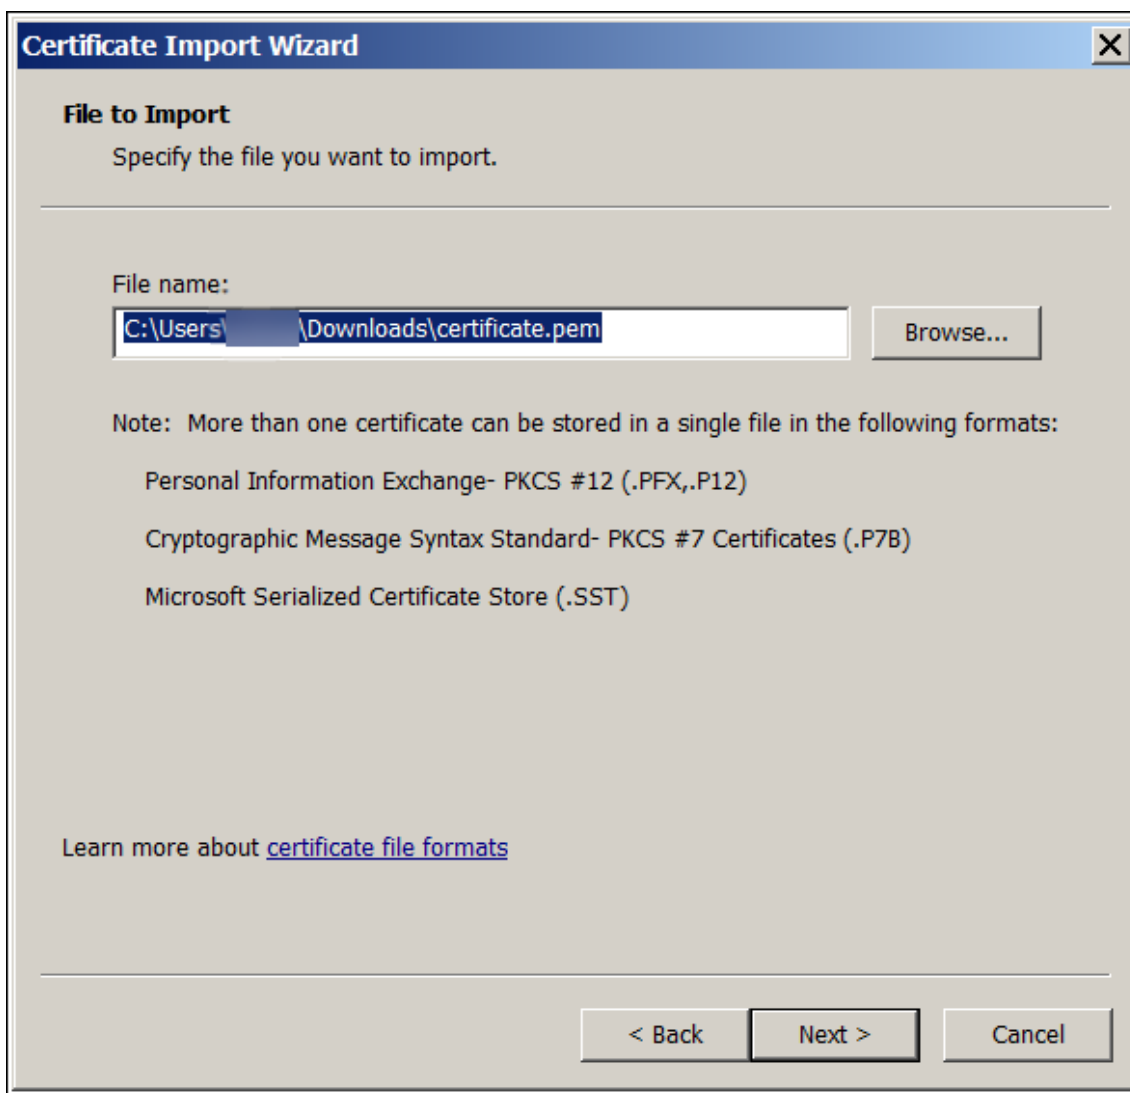 Certificate Import Wizard
File to Import
Specify the file you want to import.
File name:
C:\Users\ \Downloads\certificate.pem
Browse...
Note:  More than one certificate can be stored in a single file in the following formats:
Personal Information Exchange- PKCS #12 (.PFX,.P12)
Cryptographic Message Syntax Standard- PKCS #7 Certificates (.P7B)
Microsoft Serialized Certificate Store (.SST)
Learn more about certificate file formats
< Back
Next >
Cancel